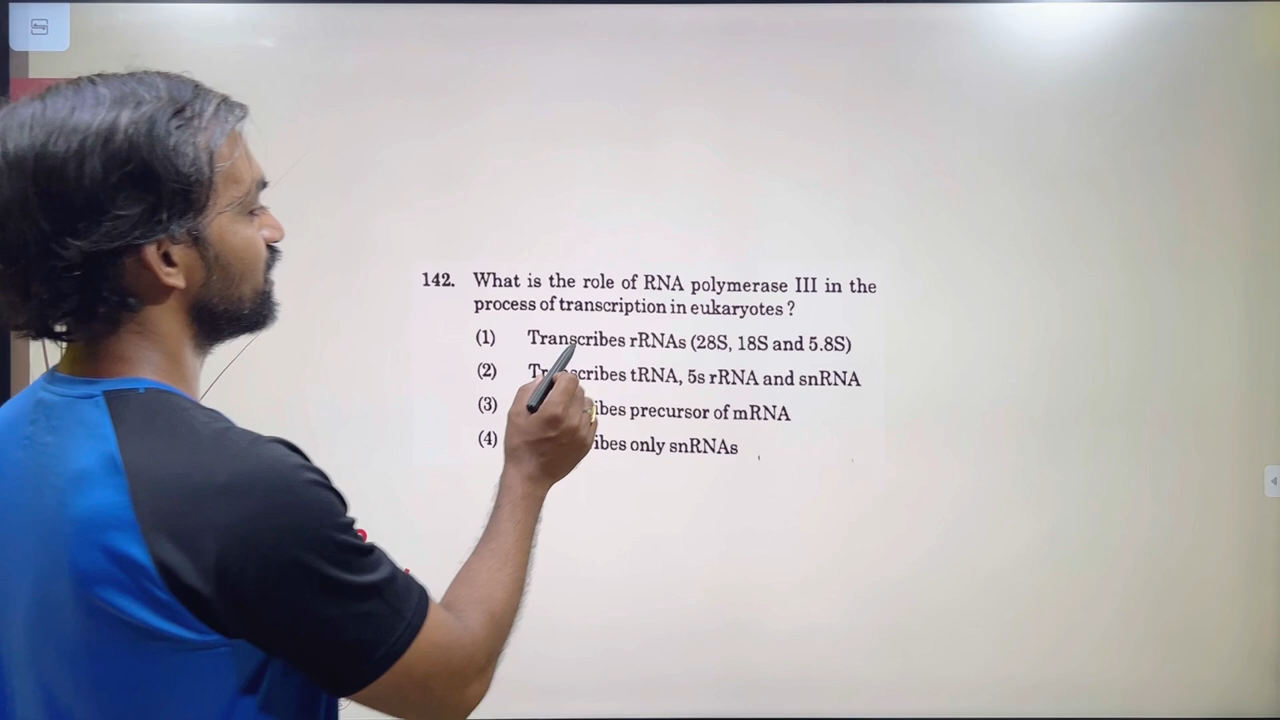 142. What is the role of RNA polymerase III in the
process of transcription in eukaryotes ?
(1) Transcribes rRNAs (28S, 18S and 5.8S)
(2) Transcribes tRNA, 5s rRNA and snRNA
(3) ibes precursor of mRNA
(4) ibes only snRNAs